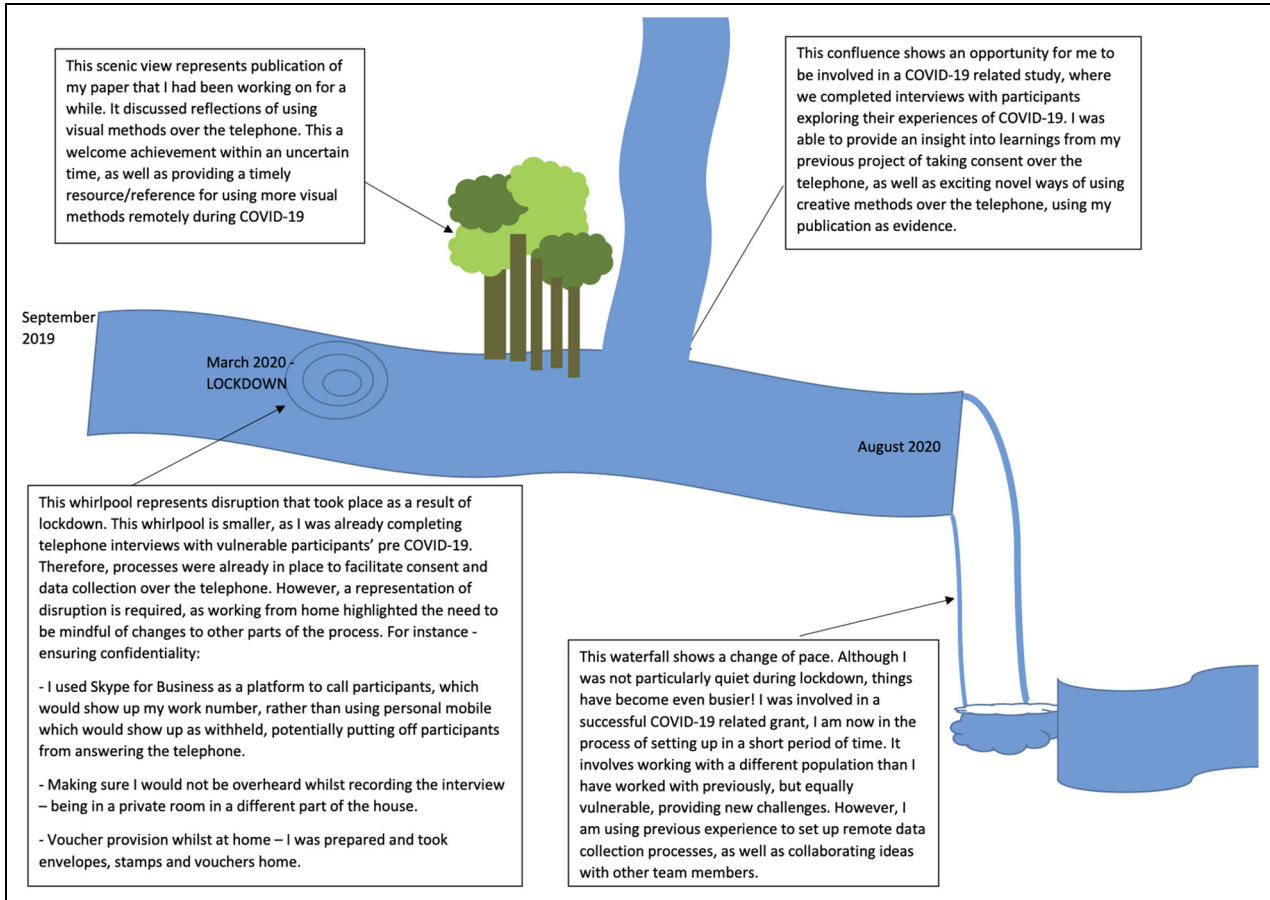 This scenic view represents publication of
my paper that I had been working on for a
while. It discussed reflections of using
visual methods over the telephone. This a
welcome achievement within an uncertain
time, as well as providing a timely
resource/reference for using more visual
methods remotely during COVID-19
This confluence shows an opportunity for me to
be involved in a COVID-19 related study, where
we completed interviews with participants
exploring their experiences of COVID-19. I was
able to provide an insight into learnings from my
previous project of taking consent over the
telephone, as well as exciting novel ways of using
creative methods over the telephone, using my
publication as evidence.
September
2019
March 2020 -
LOCKDOWN
August 2020
This whirlpool represents disruption that took place as a result of
lockdown. This whirlpool is smaller, as I was already completing
telephone interviews with vulnerable participants’ pre COVID-19.
Therefore, processes were already in place to facilitate consent and
data collection over the telephone. However, a representation of
disruption is required, as working from home highlighted the need to
be mindful of changes to other parts of the process. For instance -
ensuring confidentiality:
- I used Skype for Business as a platform to call participants, which
would show up my work number, rather than using personal mobile
which would show up as withheld, potentially putting off participants
from answering the telephone.
- Making sure I would not be overheard whilst recording the interview
– being in a private room in a different part of the house.
- Voucher provision whilst at home – I was prepared and took
envelopes, stamps and vouchers home.
This waterfall shows a change of pace. Although I
was not particularly quiet during lockdown, things
have become even busier! I was involved in a
successful COVID-19 related grant, I am now in the
process of setting up in a short period of time. It
involves working with a different population than I
have worked with previously, but equally
vulnerable, providing new challenges. However, I
am using previous experience to set up remote data
collection processes, as well as collaborating ideas
with other team members.